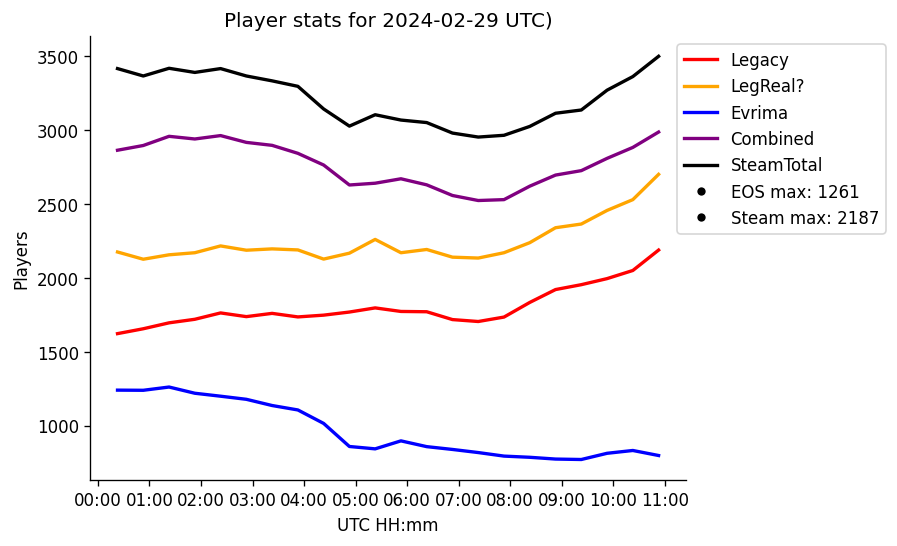 Player stats for 2024-02-29 UTC)
Players
3500
3000
2500
2000
1500
1000
00:00 01:00 02:00 03:00 04:00 05:00 06:00 07:00 08:00 09:00 10:00 11:00
UTC HH:mm
Legacy
LegReal?
Evrima
Combined
SteamTotal
EOS max: 1261
Steam max: 2187